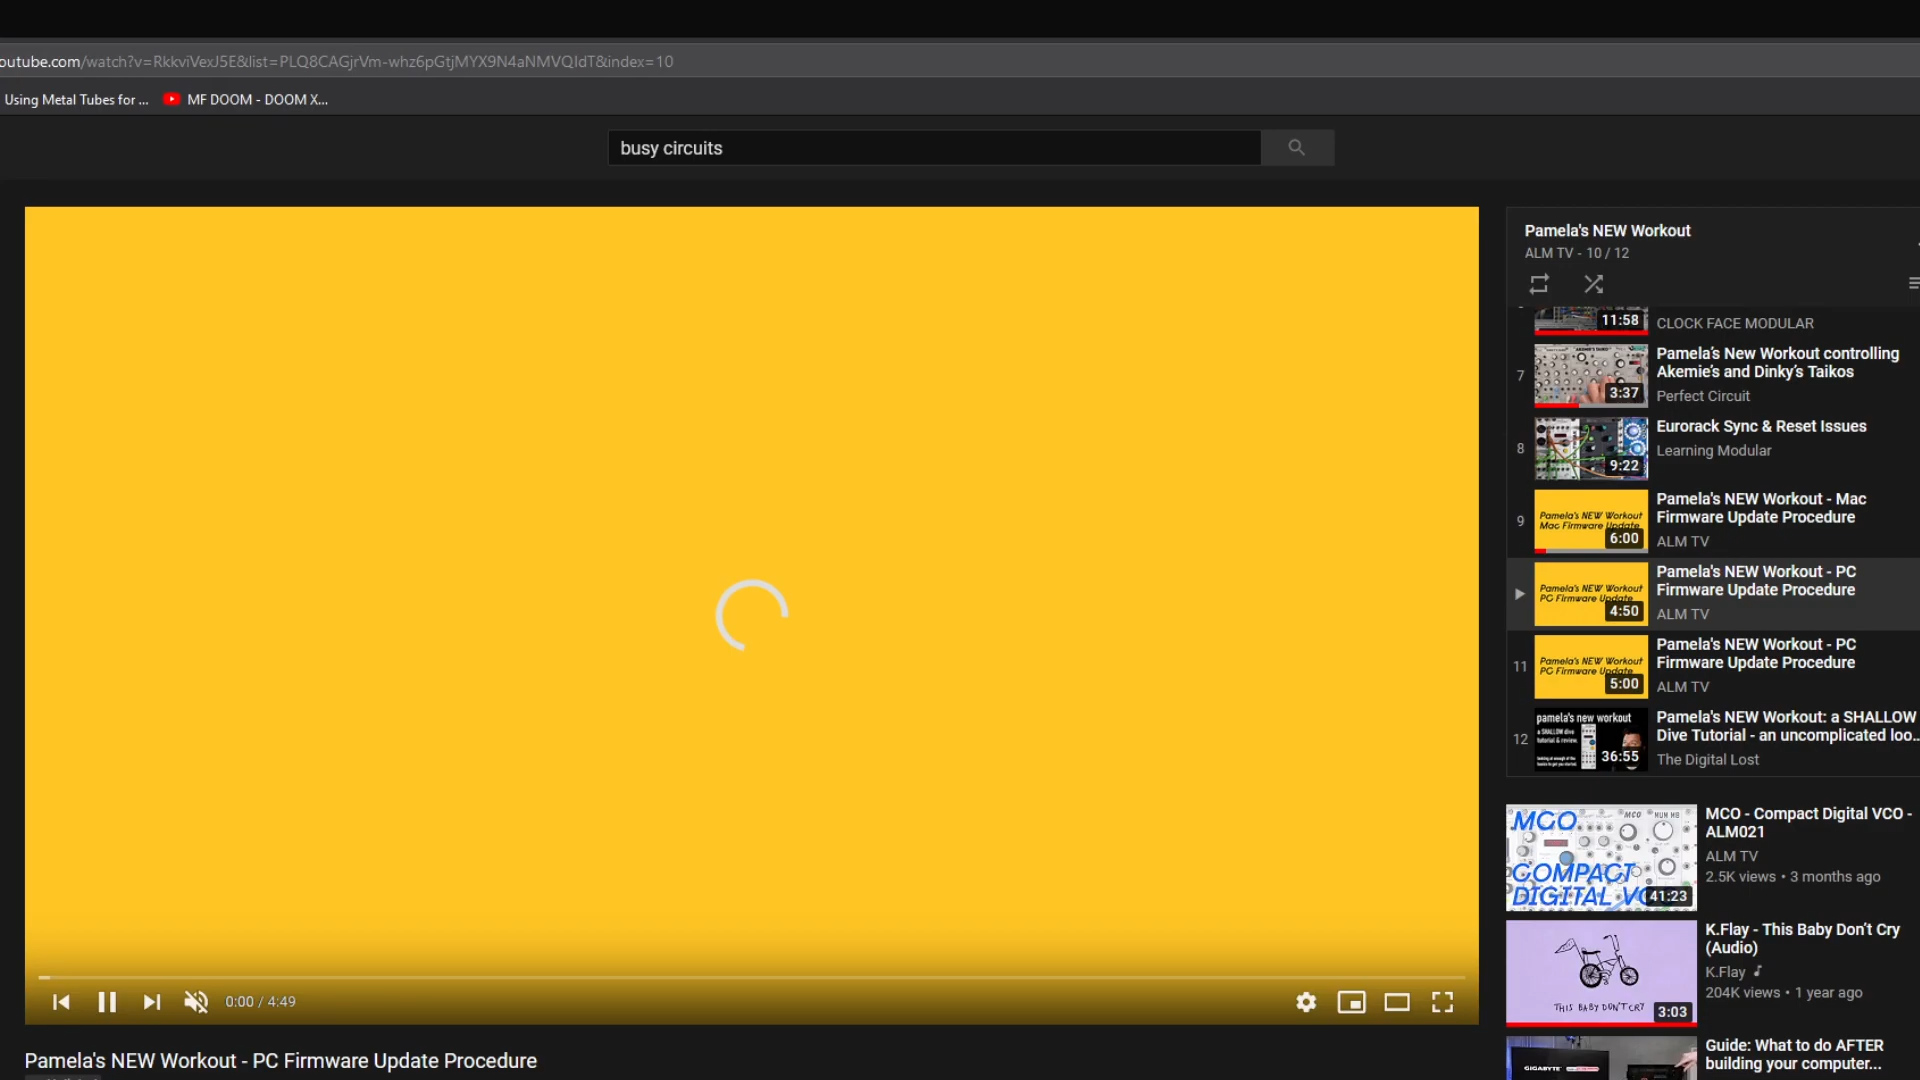 outube.com/watch?v=RkkviVexJ5E&list=PLQ8CAGjrVm-whz6pGtjMYX9N4aNMVQIdT&index=10
Using Metal Tubes for ...
MF DOOM - DOOM X...
busy circuits
Pamela's NEW Workout
ALM TV - 10 / 12
11:58
CLOCK FACE MODULAR
7
3:37
Pamela's New Workout controlling
Akemie's and Dinky's Taikos
Perfect Circuit
8
9:22
Eurorack Sync & Reset Issues
Learning Modular
9
Pamela's NEW Workout
Mac Firmware Update
6:00
Pamela's NEW Workout - Mac
Firmware Update Procedure
ALM TV
Pamela's NEW Workout
PC Firmware Update
4:50
Pamela's NEW Workout - PC
Firmware Update Procedure
ALM TV
11
Pamela's NEW Workout
PC Firmware Update
5:00
Pamela's NEW Workout - PC
Firmware Update Procedure
ALM TV
12
pamela's new workout
a SHALLOW dive
tutorial & review.
36:55
Pamela's NEW Workout: a SHALLOW
Dive Tutorial - an uncomplicated loo...
The Digital Lost
MCO
COMPACT
DIGITAL VC
41:23
MCO - Compact Digital VCO -
ALM021
ALM TV
2.5K views • 3 months ago
THIS BABY DON'T CRY
3:03
K.Flay - This Baby Don't Cry
(Audio)
K.Flay
204K views • 1 year ago
GIGABYTE
Guide: What to do AFTER
building your computer...
0:00 / 4:49
Pamela's NEW Workout - PC Firmware Update Procedure